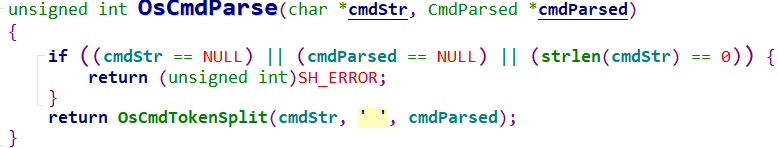 unsigned int OsCmdParse(char *cmdStr, CmdParsed *cmdParsed)
{
    if ((cmdStr == NULL) || (cmdParsed == NULL) || (strlen(cmdStr) == 0)) {
        return (unsigned int)SH_ERROR;
    }
    return OsCmdTokenSplit(cmdStr, ' ', cmdParsed);
}